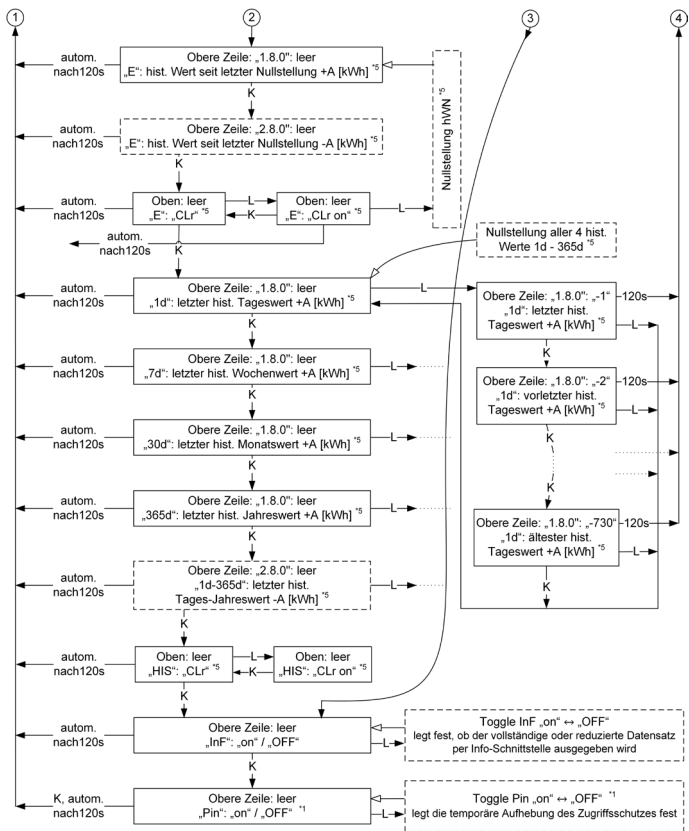 1
2
3
4
autom.
nach120s
Obere Zeile: „1.8.0": leer
„E": hist. Wert seit letzter Nullstellung +A [kWh] *5
Nullstellung hWN *5
K
autom.
nach120s
Obere Zeile: „2.8.0": leer
„E": hist. Wert seit letzter Nullstellung -A [kWh] *5
K
autom.
nach120s
Oben: leer
„E": „CLr" *5
L
K
Oben: leer
„E": „CLr on" *5
L
autom.
nach120s
K
Nullstellung aller 4 hist.
Werte 1d - 365d *5
autom.
nach120s
Obere Zeile: „1.8.0": leer
„1d": letzter hist. Tageswert +A [kWh] *5
L
Obere Zeile: „1.8.0": „-1"
„1d": letzter hist.
Tageswert +A [kWh] *5
120s
L
K
K
autom.
nach120s
Obere Zeile: „1.8.0": leer
„7d": letzter hist. Wochenwert +A [kWh] *5
L
Obere Zeile: „1.8.0": „-2"
„1d": vorletzter hist.
Tageswert +A [kWh] *5
120s
L
K
K
autom.
nach120s
Obere Zeile: „1.8.0": leer
„30d": letzter hist. Monatswert +A [kWh] *5
L
K
K
autom.
nach120s
Obere Zeile: „1.8.0": leer
„365d": letzter hist. Jahreswert +A [kWh] *5
L
Obere Zeile: „1.8.0": „-730"
„1d": ältester hist.
Tageswert +A [kWh] *5
120s
L
K
K
autom.
nach120s
Obere Zeile: „2.8.0": leer
„1d-365d": letzter hist.
Tages-Jahreswert -A [kWh] *5
L
K
autom.
nach120s
Oben: leer
„HIS": „CLr" *5
L
K
Oben: leer
„HIS": „CLr on" *5
K
autom.
nach120s
Obere Zeile: leer
„InF": „on" / „OFF"
L
Toggle InF „on" ↔ „OFF"
legt fest, ob der vollständige oder reduzierte Datensatz
per Info-Schnittstelle ausgegeben wird
K
K, autom.
nach120s
Obere Zeile: leer
„Pin": „on" / „OFF" *1
L
Toggle Pin „on" ↔ „OFF" *1
legt die temporäre Aufhebung des Zugriffsschutzes fest